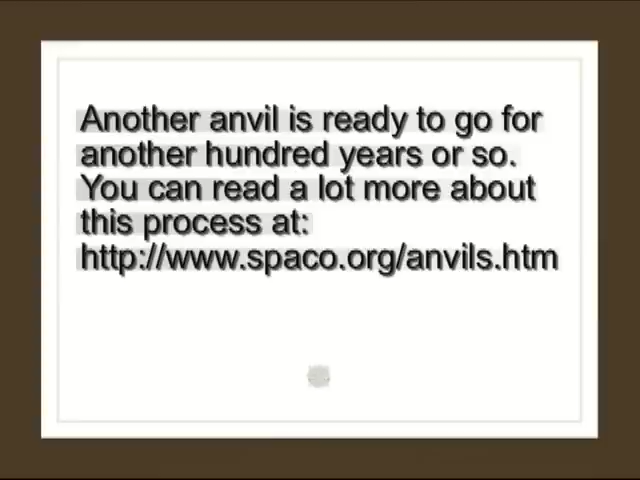 Another anvil is ready to go for
another hundred years or so.
You can read a lot more about
this process at:
http://www.spaco.org/anvils.htm